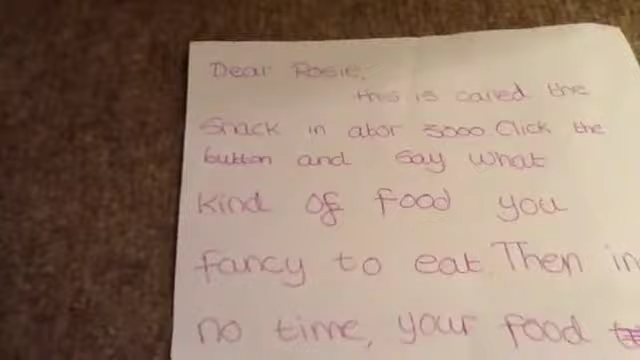 Dear Rosie,
this is called the
Snack in ator 3000 Click the
button and say what
kind of food you
fancy to eat. Then in
no time, your food